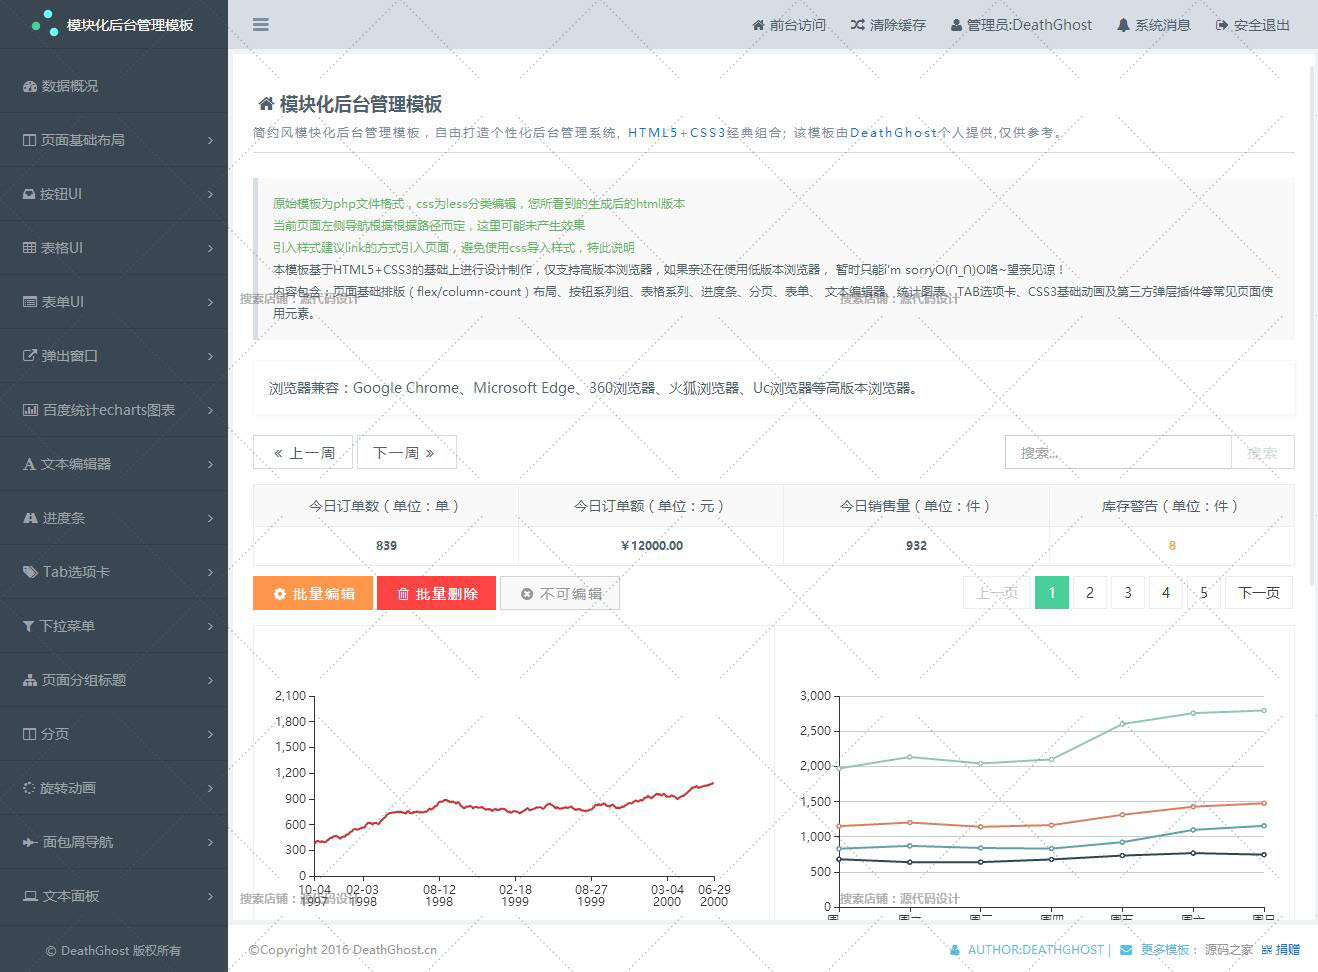 模块化后台管理模板
前台访问 清除缓存 管理员:DeathGhost 系统消息 安全退出
数据概况
页面基础布局
按钮UI
表格UI
表单UI
弹出窗口
百度统计echarts图表
文本编辑器
进度条
Tab选项卡
下拉菜单
页面分组标题
分页
旋转动画
面包屑导航
文本面板
© DeathGhost 版权所有
模块化后台管理模板
简约风模快化后台管理模板，自由打造个性化后台管理系统, HTML5+CSS3经典组合; 该模板由DeathGhost个人提供,仅供参考。
原始模板为php文件格式，css为less分类编辑，您所看到的生成后的html版本
当前页面左侧导航根据根据路径而定，这里可能未产生效果
引入样式建议link的方式引入页面，避免使用css导入样式，特此说明
本模板基于HTML5+CSS3的基础上进行设计制作，仅支持高版本浏览器，如果亲还在使用低版本浏览器， 暂时只能i'm sorryO(∩_∩)O咯~望亲见谅！
内容包含：页面基础排版（flex/column-count）布局、按钮系列组、表格系列、进度条、分页、表单、 文本编辑器、统计图表、TAB选项卡、CSS3基础动画及第三方弹层插件等常见页面使
用元素。
搜索店铺：源代码设计 搜索店铺：源代码设计
浏览器兼容：Google Chrome、Microsoft Edge、360浏览器、火狐浏览器、Uc浏览器等高版本浏览器。
« 上一周 下一周 » 搜索... 搜索
今日订单数（单位：单） 今日订单额（单位：元） 今日销售量（单位：件） 库存警告（单位：件）
839 ￥12000.00 932 8
批量编辑 批量删除 不可编辑 上一页 1 2 3 4 5 下一页
2,100
1,800
1,500
1,200
900
600
300
0
10-04 02-03 08-12 02-18 08-27 03-04 06-29
1997 1998 1998 1999 1999 2000 2000
3,000
2,500
2,000
1,500
1,000
500
0
搜索店铺：源代码设计 搜索店铺：源代码设计
©Copyright 2016 DeathGhost.cn
AUTHOR:DEATHGHOST | 更多模板： 源码之家 捐赠